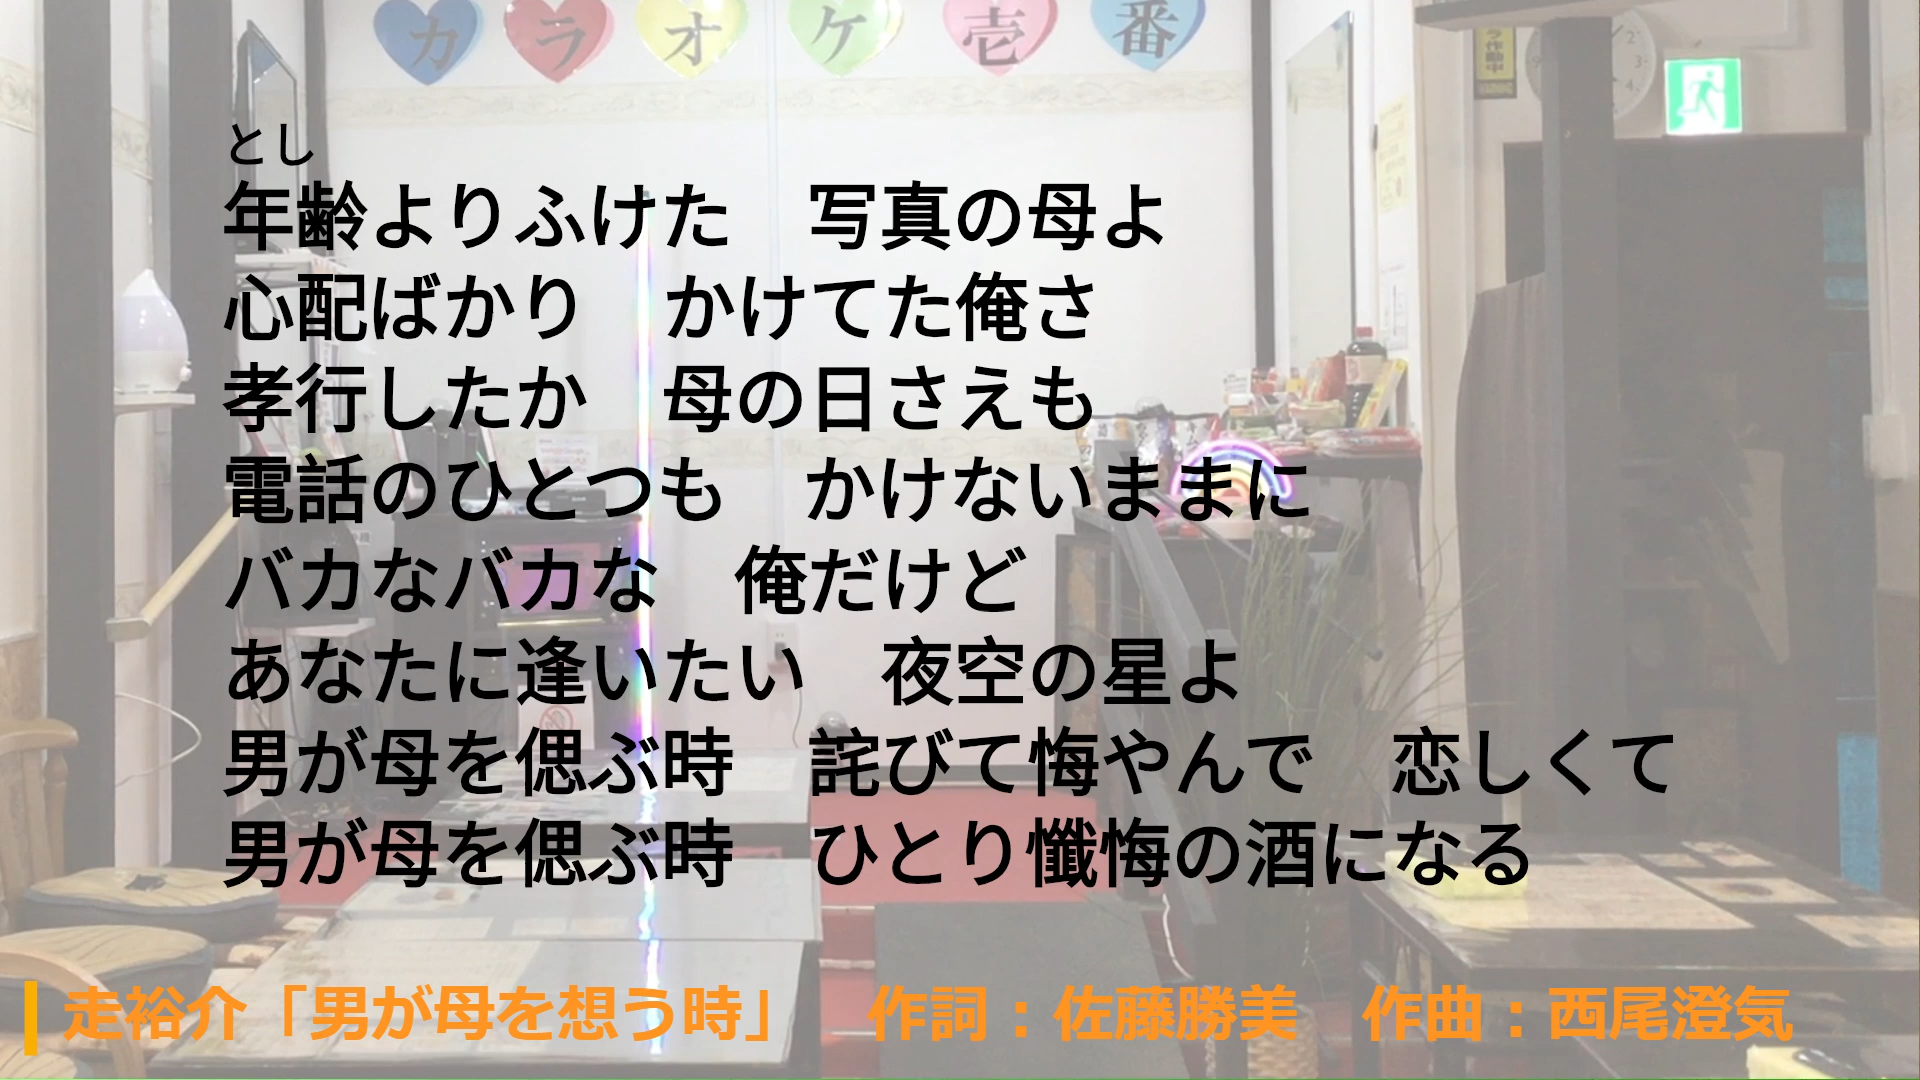 カラオケ壱番
とし
年齢よりふけた　写真の母よ
心配ばかり　かけてた俺さ
孝行したか　母の日さえも
電話のひとつも　かけないままに
バカなバカな　俺だけど
あなたに逢いたい　夜空の星よ
男が母を偲ぶ時　詫びて悔やんで　恋しくて
男が母を偲ぶ時　ひとり懺悔の酒になる
走裕介「男が母を想う時」　作詞：佐藤勝美　作曲：西尾澄気